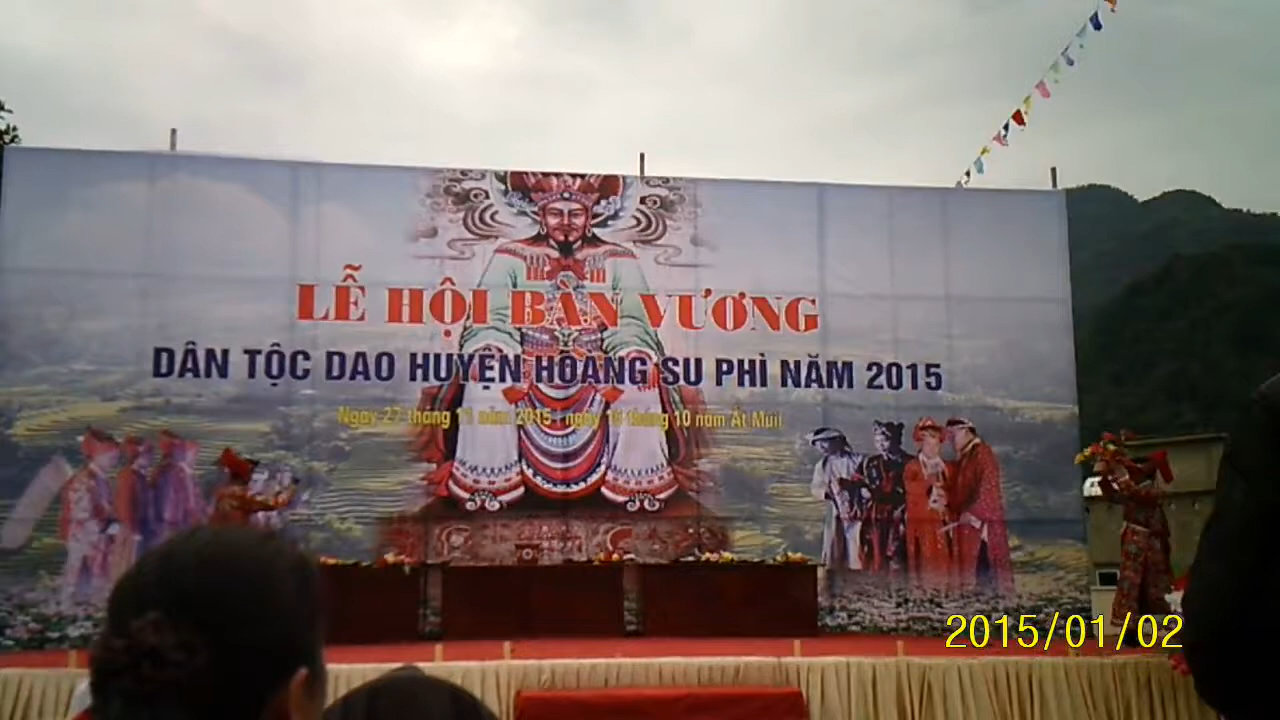 LỄ HỘI BÀN VƯƠNG
DÂN TỘC DAO HUYỆN HOÀNG SU PHÌ NĂM 2015
Ngày 27 tháng 11 năm 2015 - ngày 16 tháng 10 năm Ất Mùi
2015/01/02